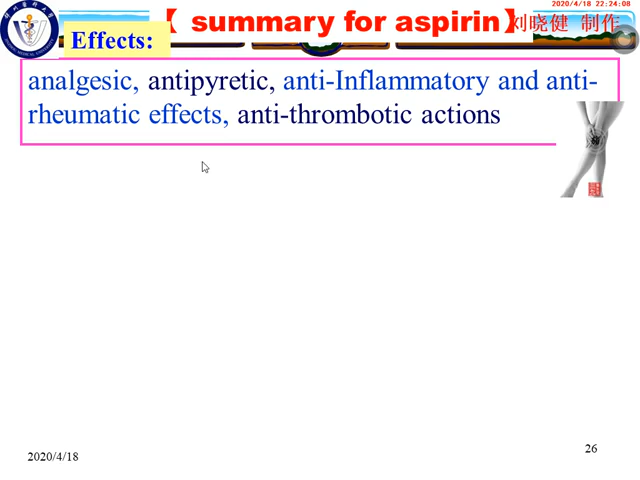 2020/4/18 22:24:08
【 summary for aspirin】刘晓健 制作
Effects:
analgesic, antipyretic, anti-Inflammatory and anti-
rheumatic effects, anti-thrombotic actions
2020/4/18
26